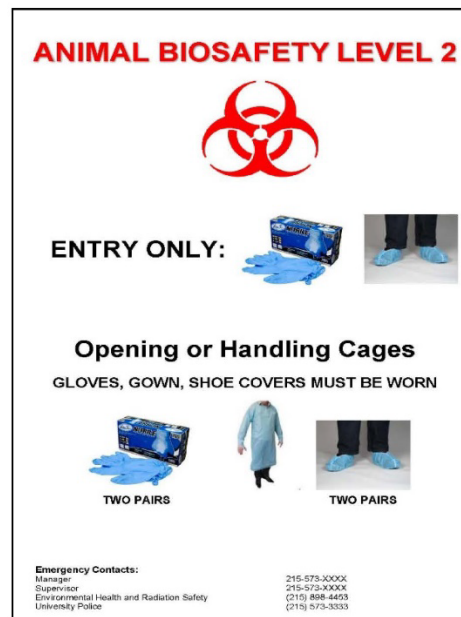 ANIMAL BIOSAFETY LEVEL 2
ENTRY ONLY:
NITRILE
Opening or Handling Cages
GLOVES, GOWN, SHOE COVERS MUST BE WORN
NITRILE
TWO PAIRS
TWO PAIRS
Emergency Contacts:
Manager 215-573-XXXX
Supervisor 215-573-XXXX
Environmental Health and Radiation Safety (215) 898-4453
University Police (215) 573-3333